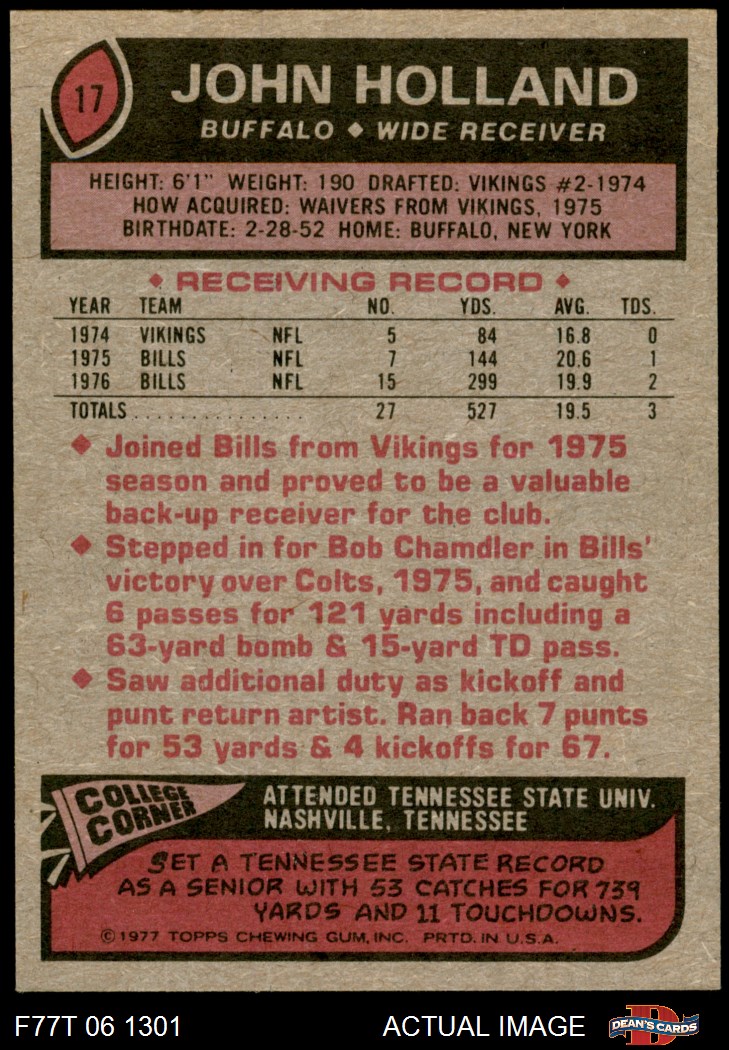 17
JOHN HOLLAND
BUFFALO ◆ WIDE RECEIVER
HEIGHT: 6'1" WEIGHT: 190 DRAFTED: VIKINGS #2-1974
HOW ACQUIRED: WAIVERS FROM VIKINGS, 1975
BIRTHDATE: 2-28-52 HOME: BUFFALO, NEW YORK
◆ RECEIVING RECORD ◆
YEAR TEAM NO. YDS. AVG. TDS.
1974 VIKINGS NFL 5 84 16.8 0
1975 BILLS NFL 7 144 20.6 1
1976 BILLS NFL 15 299 19.9 2
TOTALS . . . . . . . . . . . . . . . 27 527 19.5 3
◆ Joined Bills from Vikings for 1975
season and proved to be a valuable
back-up receiver for the club.
◆ Stepped in for Bob Chamdler in Bills'
victory over Colts, 1975, and caught
6 passes for 121 yards including a
63-yard bomb & 15-yard TD pass.
◆ Saw additional duty as kickoff and
punt return artist. Ran back 7 punts
for 53 yards & 4 kickoffs for 67.
COLLEGE
CORNER
ATTENDED TENNESSEE STATE UNIV.
NASHVILLE, TENNESSEE
SET A TENNESSEE STATE RECORD
AS A SENIOR WITH 53 CATCHES FOR 739
YARDS AND 11 TOUCHDOWNS.
© 1977 TOPPS CHEWING GUM, INC. PRTD. IN U.S.A.
F77T 06 1301 ACTUAL IMAGE D DEAN'S CARDS